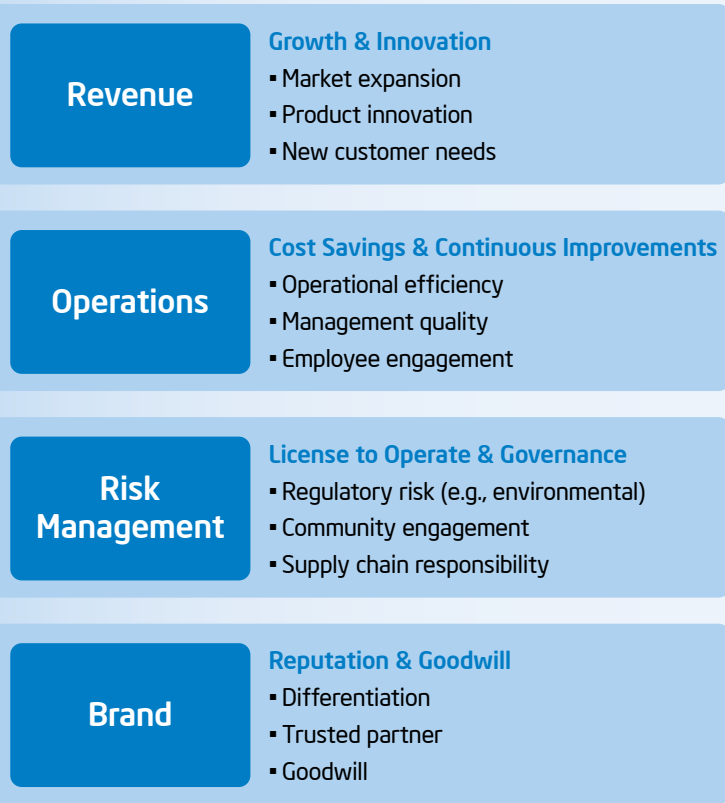 Revenue
Growth & Innovation
▪ Market expansion
▪ Product innovation
▪ New customer needs
Operations
Cost Savings & Continuous Improvements
▪ Operational efficiency
▪ Management quality
▪ Employee engagement
Risk
Management
License to Operate & Governance
▪ Regulatory risk (e.g., environmental)
▪ Community engagement
▪ Supply chain responsibility
Brand
Reputation & Goodwill
▪ Differentiation
▪ Trusted partner
▪ Goodwill